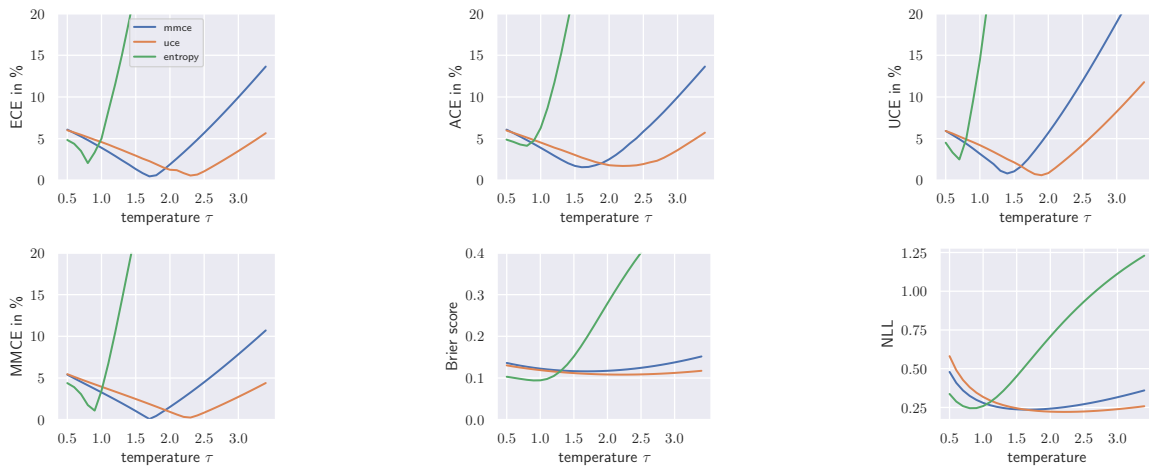 ECE in %
20
15
10
5
0
mmce
uce
entropy
0.5 1.0 1.5 2.0 2.5 3.0
temperature τ
ACE in %
20
15
10
5
0
0.5 1.0 1.5 2.0 2.5 3.0
temperature τ
UCE in %
20
15
10
5
0
0.5 1.0 1.5 2.0 2.5 3.0
temperature τ
MMCE in %
20
15
10
5
0
0.5 1.0 1.5 2.0 2.5 3.0
temperature τ
Brier score
0.4
0.3
0.2
0.1
0.0
0.5 1.0 1.5 2.0 2.5 3.0
temperature τ
NLL
1.25
1.00
0.75
0.50
0.25
0.5 1.0 1.5 2.0 2.5 3.0
temperature